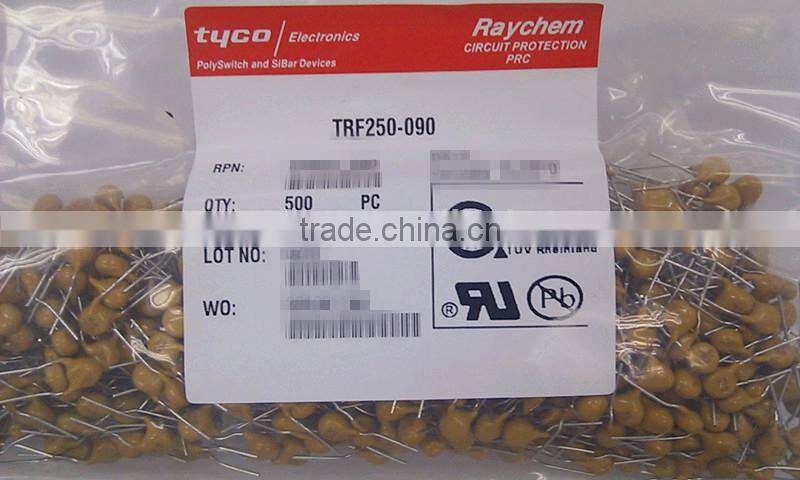 tyco / Electronics
PolySwitch and SiBar Devices
Raychem
CIRCUIT PROTECTION
PRC
TRF250-090
RPN:
QTY: 500 PC
trade.china.cn
LOT NO:
TUV Rheinland
WO:
® Pb